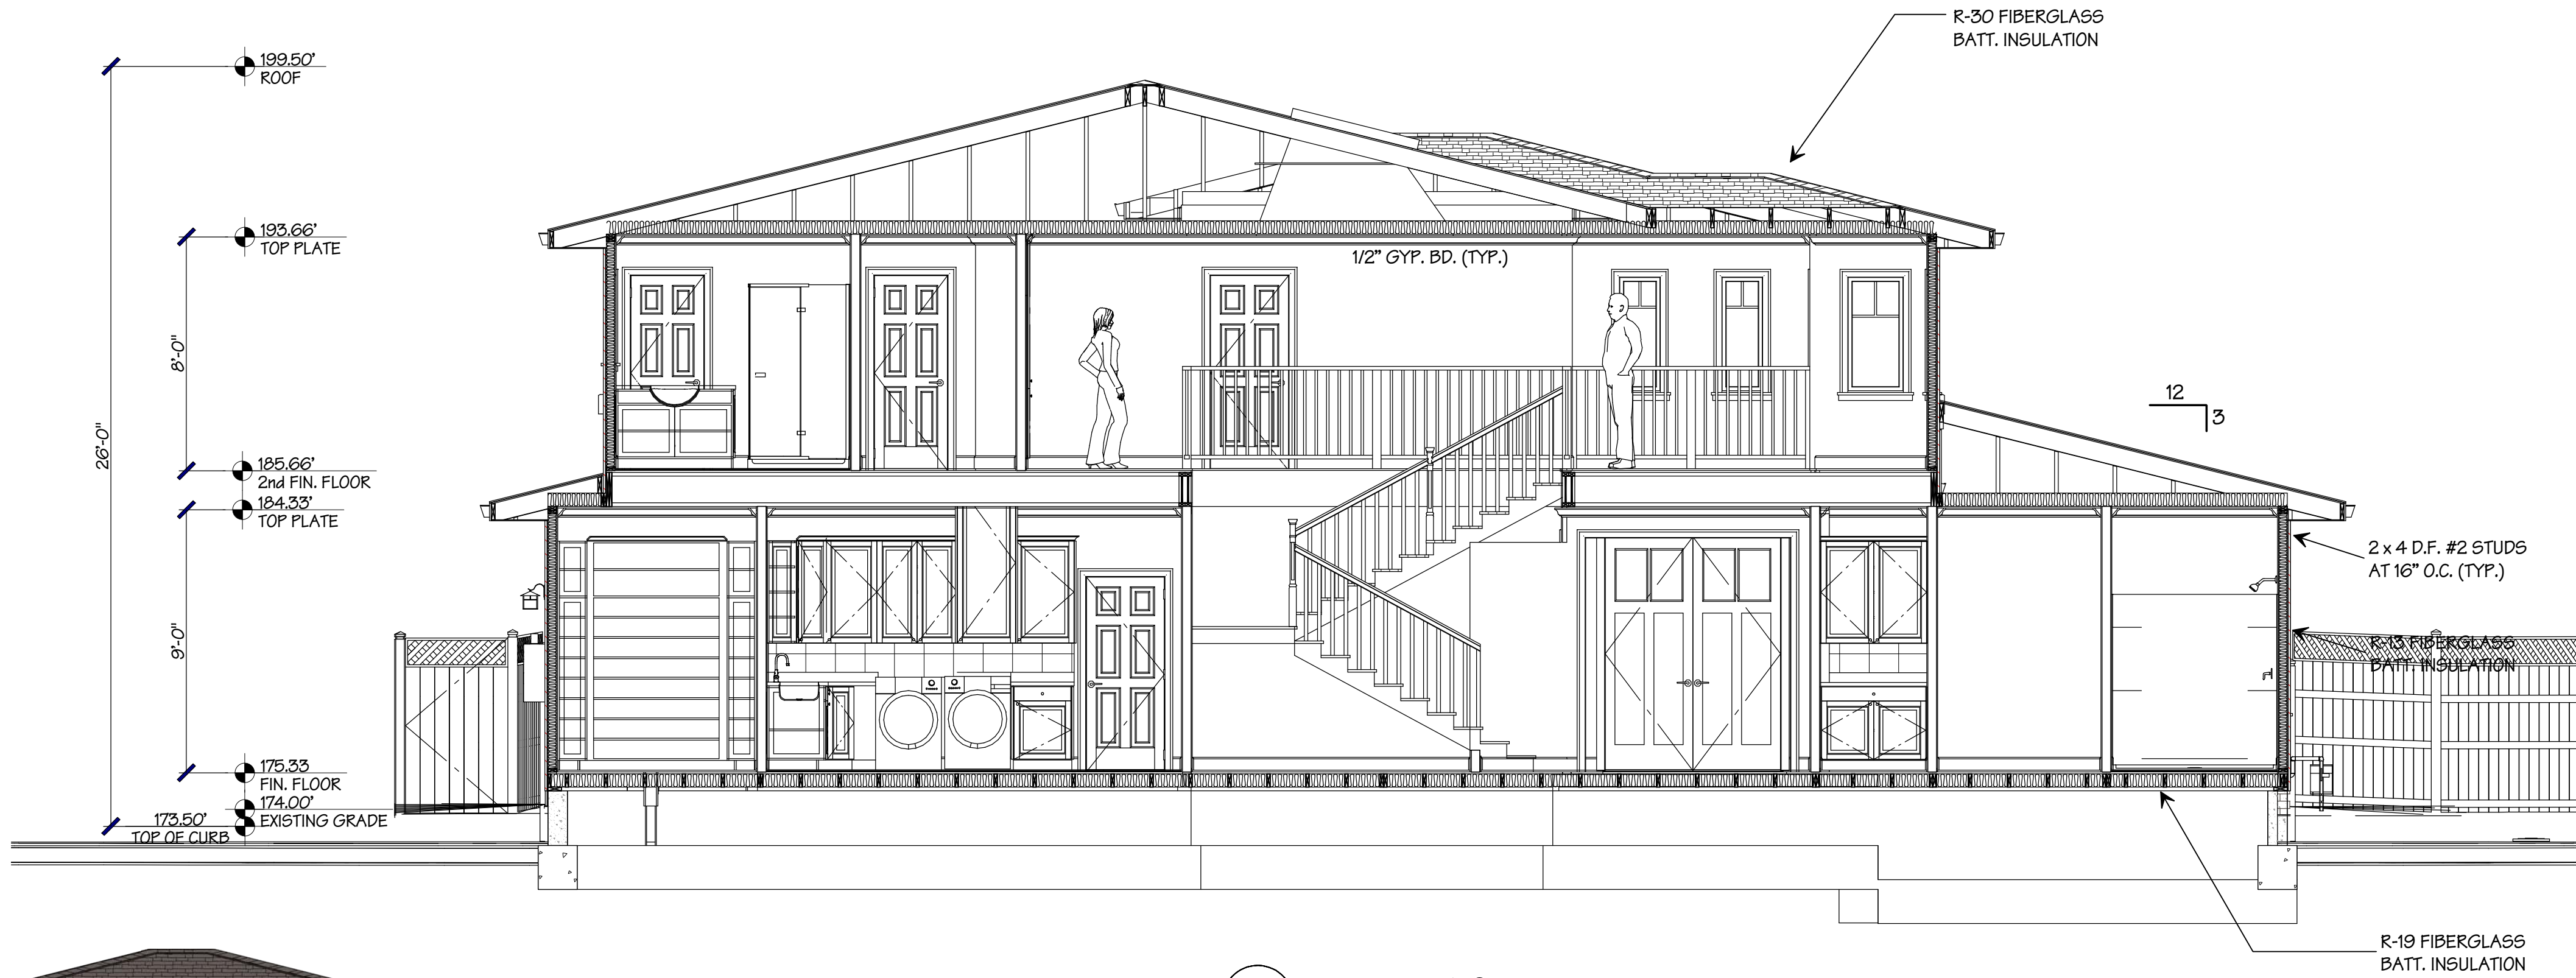 R-30 FIBERGLASS
BATT. INSULATION
199.50'
ROOF
193.66'
TOP PLATE
1/2" GYP. BD. (TYP.)
8'-0"
26'-0"
12
3
185.66'
2nd FIN. FLOOR
184.33'
TOP PLATE
2 x 4 D.F. #2 STUDS
AT 16" O.C. (TYP.)
9'-0"
R-13 FIBERGLASS
BATT. INSULATION
175.33
FIN. FLOOR
174.00'
EXISTING GRADE
173.50'
TOP OF CURB
R-19 FIBERGLASS
BATT. INSULATION